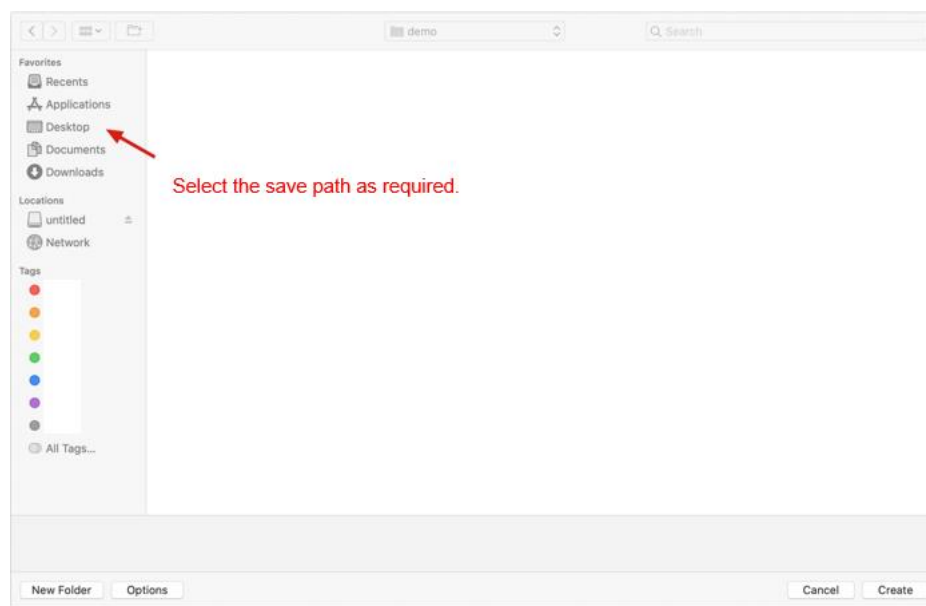 demo
Search
Favorites
Recents
Applications
Desktop
Documents
Downloads
Select the save path as required.
Locations
untitled
Network
Tags
All Tags...
New Folder
Options
Cancel
Create